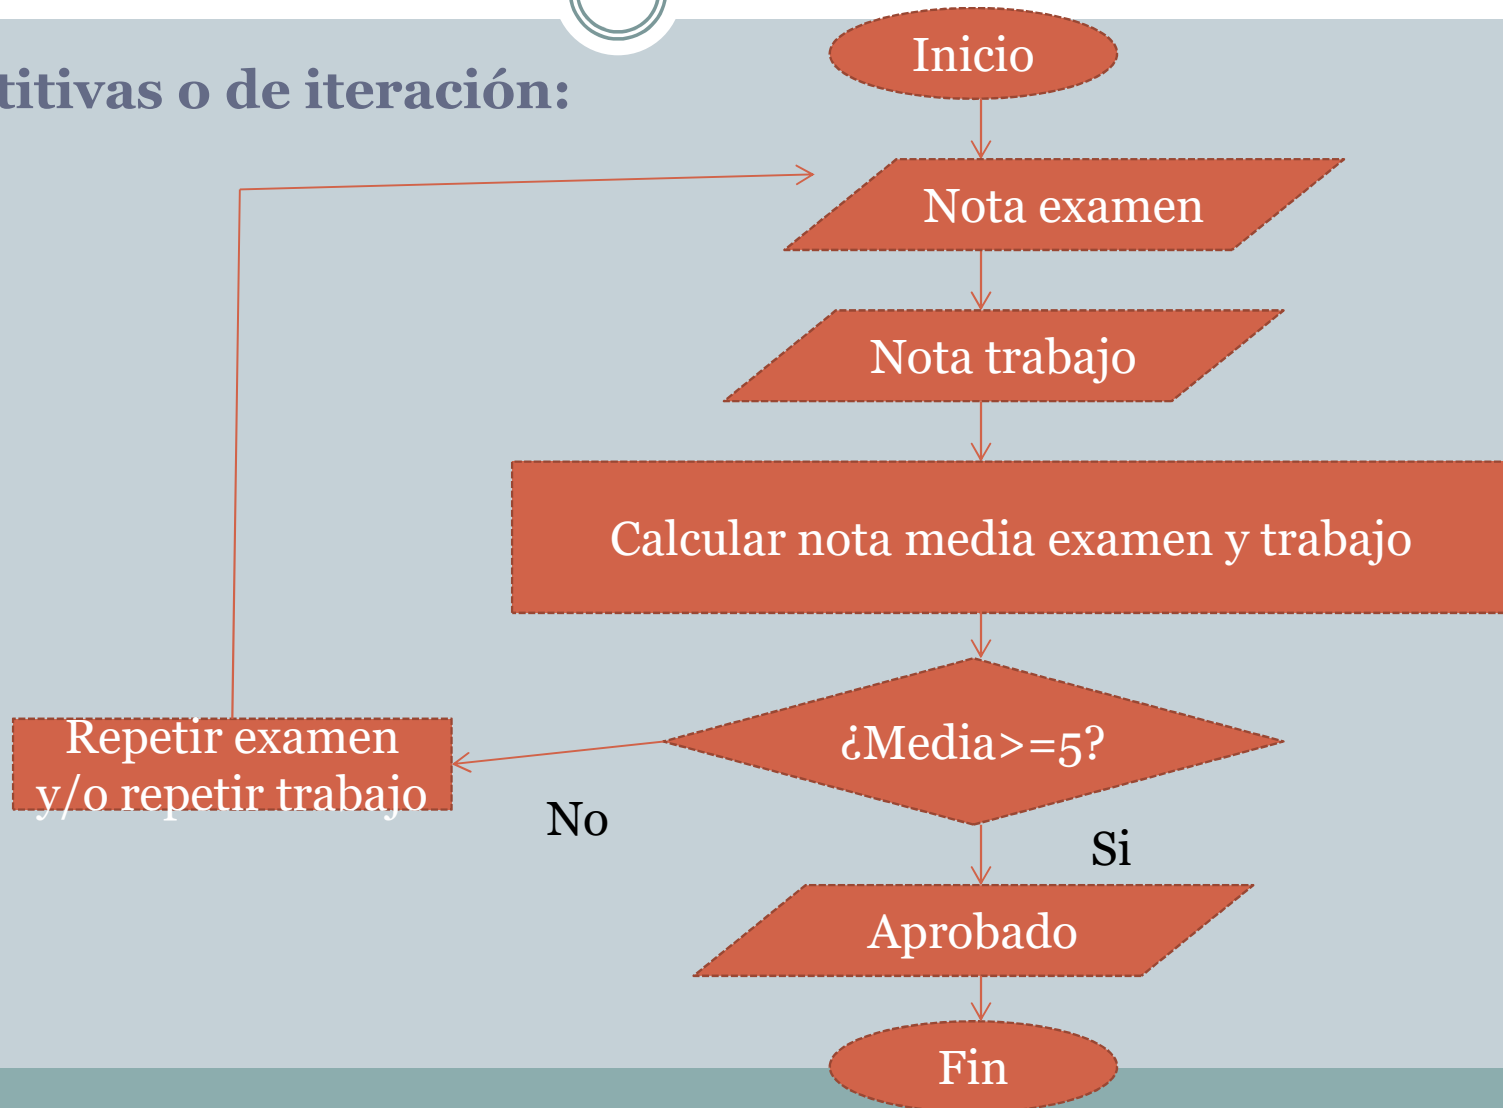 titivas o de iteración:
Inicio
Nota examen
Nota trabajo
Calcular nota media examen y trabajo
¿Media>=5?
Repetir examen
y/o repetir trabajo
No
Si
Aprobado
Fin